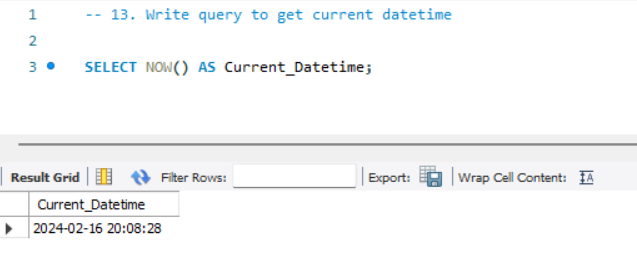 1 -- 13. Write query to get current datetime
2
3 SELECT NOW() AS Current_Datetime;
Result Grid Filter Rows: Export: Wrap Cell Content: IA
Current_Datetime
2024-02-16 20:08:28